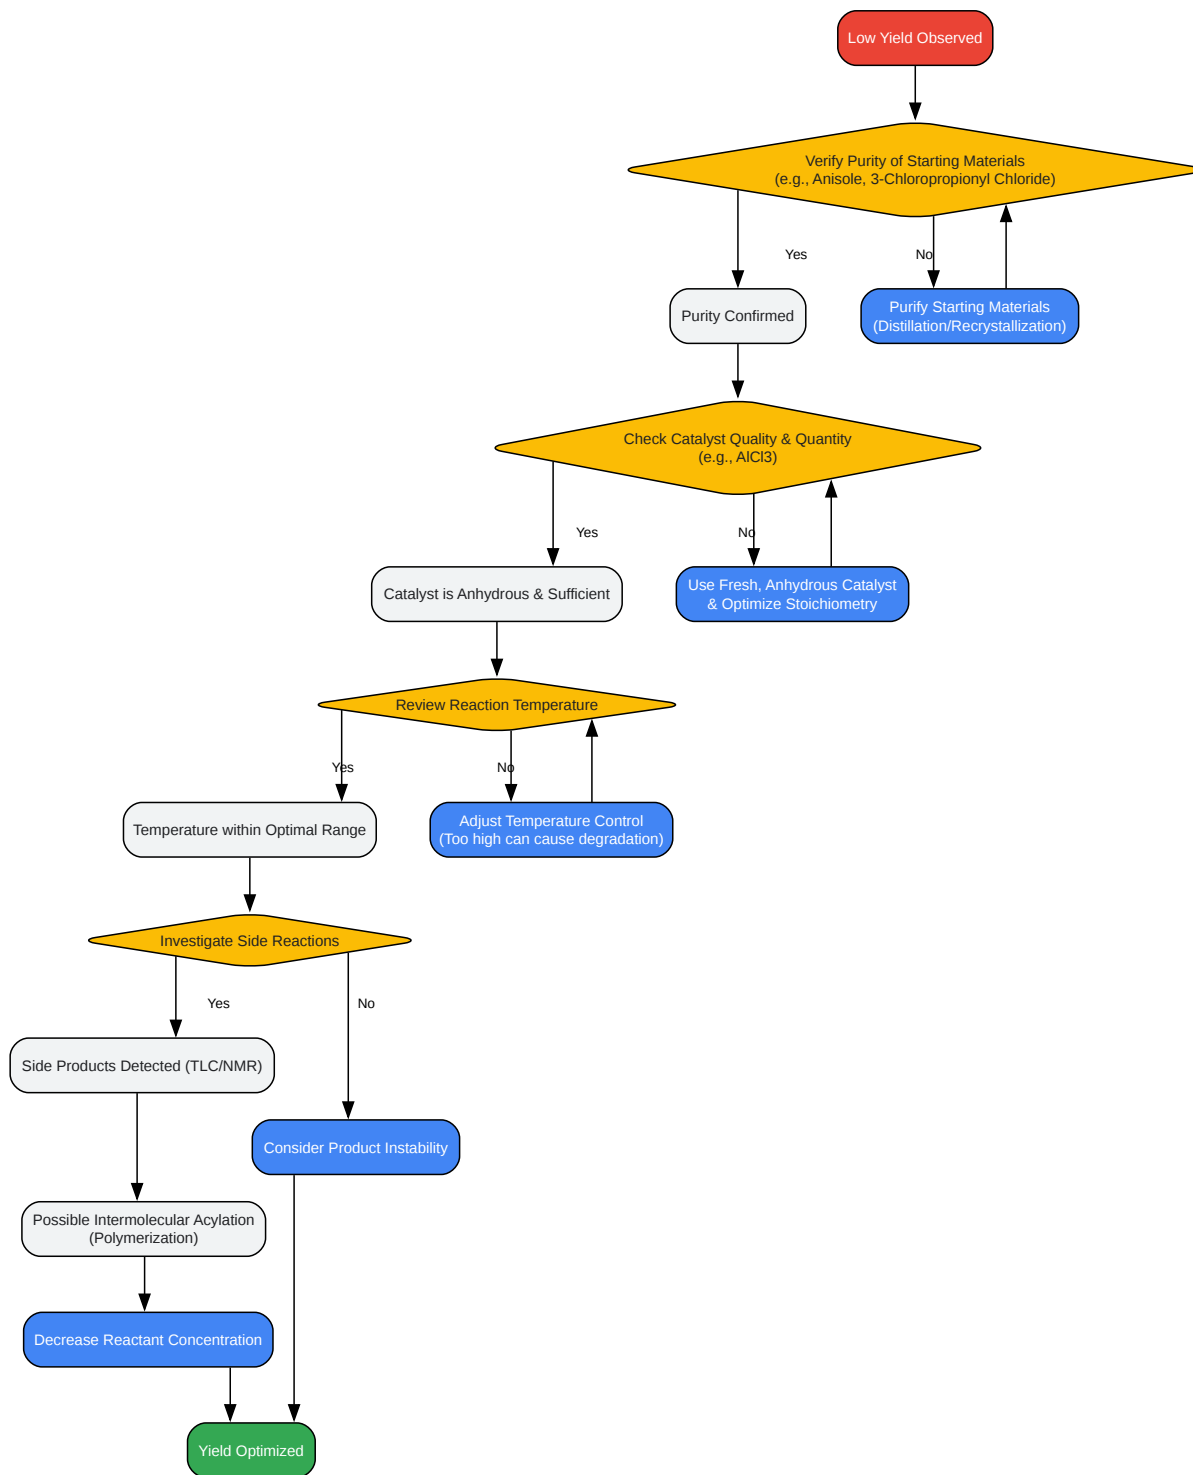 Low Yield Observed
Verify Purity of Starting Materials
(e.g., Anisole, 3-Chloropropionyl Chloride)
Yes
No
Purity Confirmed
Purify Starting Materials
(Distillation/Recrystallization)
Check Catalyst Quality & Quantity
(e.g., AlCl3)
Yes
No
Catalyst is Anhydrous & Sufficient
Use Fresh, Anhydrous Catalyst
& Optimize Stoichiometry
Review Reaction Temperature
Yes
No
Temperature within Optimal Range
Adjust Temperature Control
(Too high can cause degradation)
Investigate Side Reactions
Yes
No
Side Products Detected (TLC/NMR)
Consider Product Instability
Possible Intermolecular Acylation
(Polymerization)
Decrease Reactant Concentration
Yield Optimized